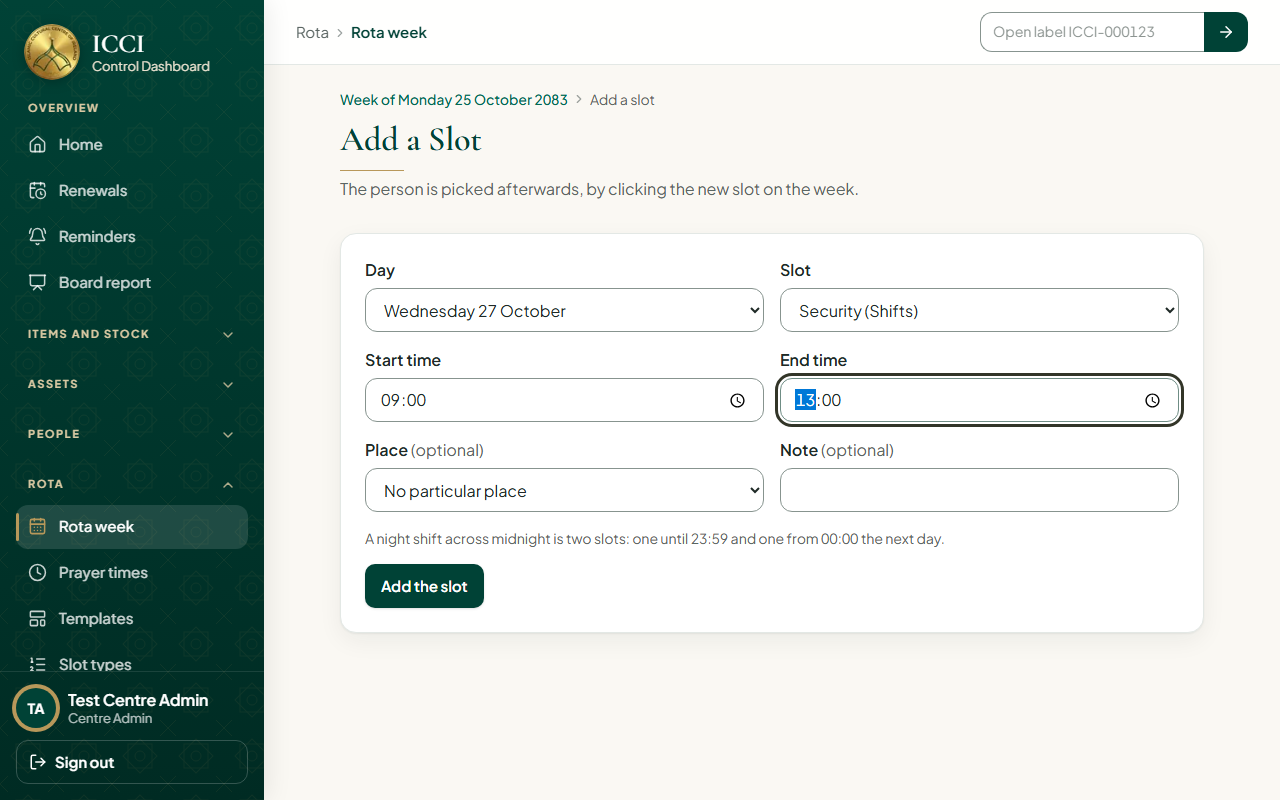 ICCI
Control Dashboard
OVERVIEW
Home
Renewals
Reminders
Board report
ITEMS AND STOCK
ASSETS
PEOPLE
ROTA
Rota week
Prayer times
Templates
Slot types
TA
Test Centre Admin
Centre Admin
Sign out
Rota > Rota week
Open label ICCI-000123
Week of Monday 25 October 2083 > Add a slot
Add a Slot
The person is picked afterwards, by clicking the new slot on the week.
Day
Wednesday 27 October
Slot
Security (Shifts)
Start time
09:00
End time
13:00
Place (optional)
No particular place
Note (optional)
A night shift across midnight is two slots: one until 23:59 and one from 00:00 the next day.
Add the slot